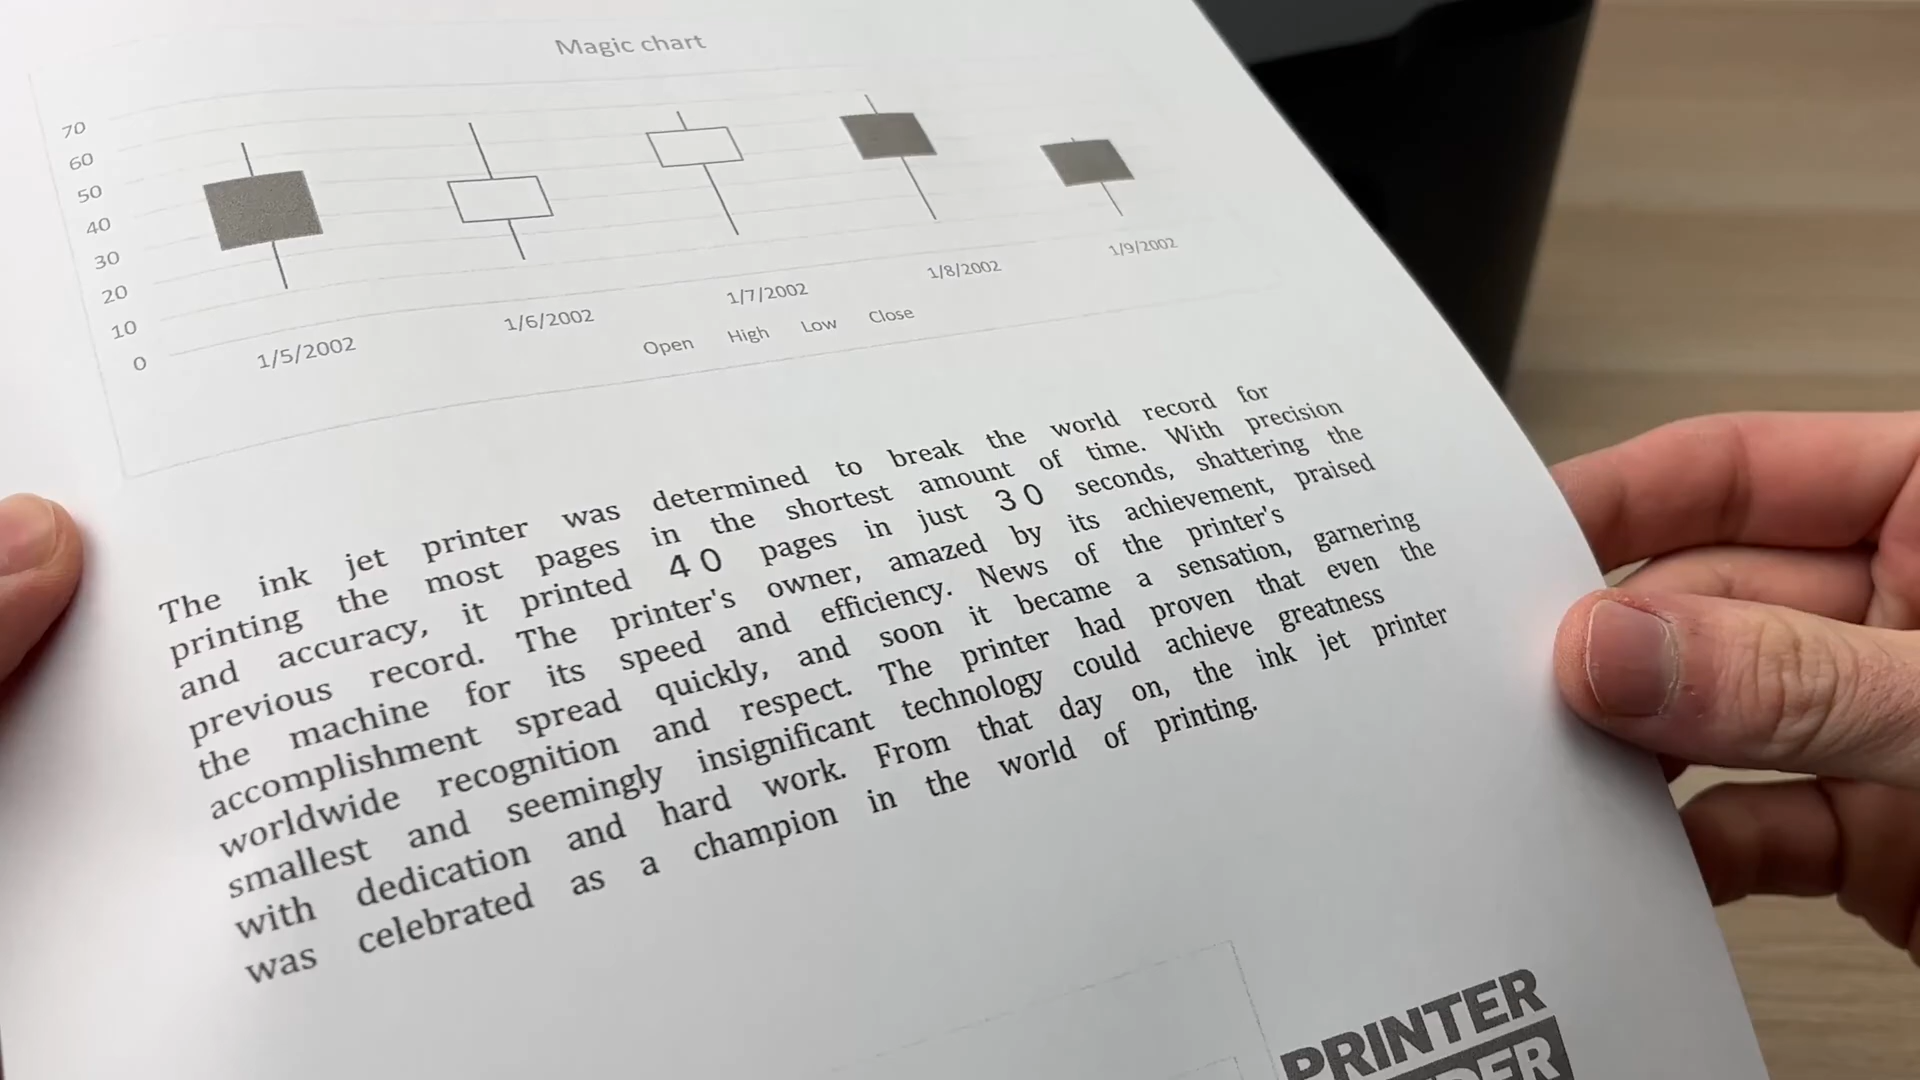 Magic chart
70
60
50
40
30
20
10
0
1/5/2002
1/6/2002
1/7/2002
1/8/2002
1/9/2002
Open High Low Close
The ink jet printer was determined to break the world record for
printing the most pages in the shortest amount of time. With precision
and accuracy, it printed 40 pages in just 30 seconds, shattering the
previous record. The printer's owner, amazed by its achievement, praised
the machine for its speed and efficiency. News of the printer's
accomplishment spread quickly, and soon it became a sensation, garnering
worldwide recognition and respect. The printer had proven that even the
smallest and seemingly insignificant technology could achieve greatness
with dedication and hard work. From that day on, the ink jet printer
was celebrated as a champion in the world of printing.
PRINTER